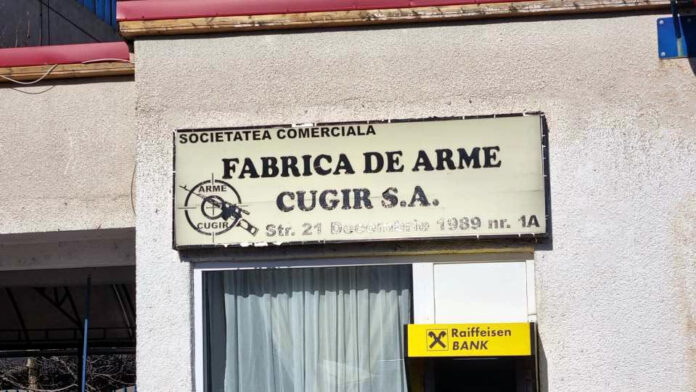 SOCIETATEA COMERCIALA
FABRICA DE ARME
CUGIR S.A.
Str. 21 Decembrie 1989 nr. 1A
ARME
CUGIR
Raiffeisen
BANK